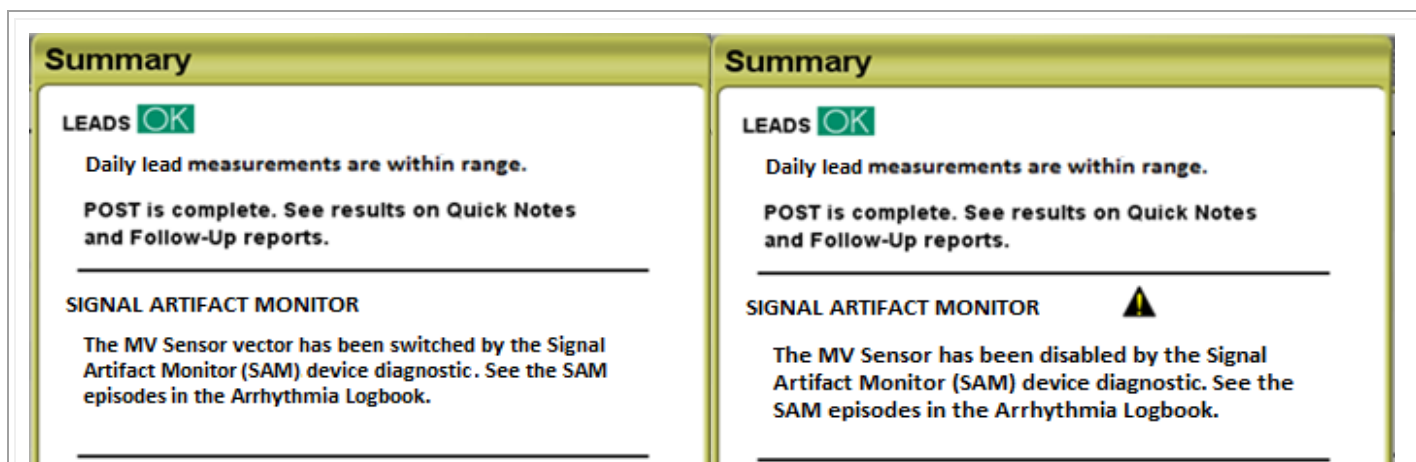 Summary
LEADS OK
Daily lead measurements are within range.
POST is complete. See results on Quick Notes
and Follow-Up reports.
SIGNAL ARTIFACT MONITOR
The MV Sensor vector has been switched by the Signal
Artifact Monitor (SAM) device diagnostic. See the SAM
episodes in the Arrhythmia Logbook.
Summary
LEADS OK
Daily lead measurements are within range.
POST is complete. See results on Quick Notes
and Follow-Up reports.
SIGNAL ARTIFACT MONITOR
The MV Sensor has been disabled by the Signal
Artifact Monitor (SAM) device diagnostic. See the
SAM episodes in the Arrhythmia Logbook.